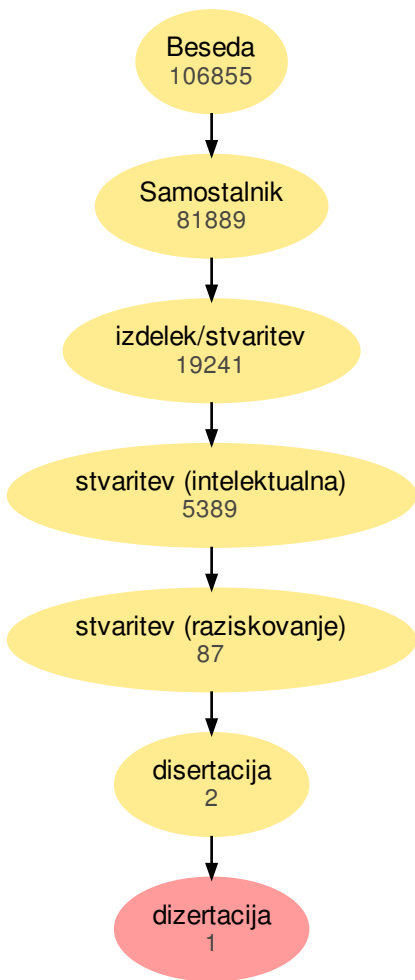 Beseda
106855
Samostalnik
81889
izdelek/stvaritev
19241
stvaritev (intelektualna)
5389
stvaritev (raziskovanje)
87
disertacija
2
dizertacija
1